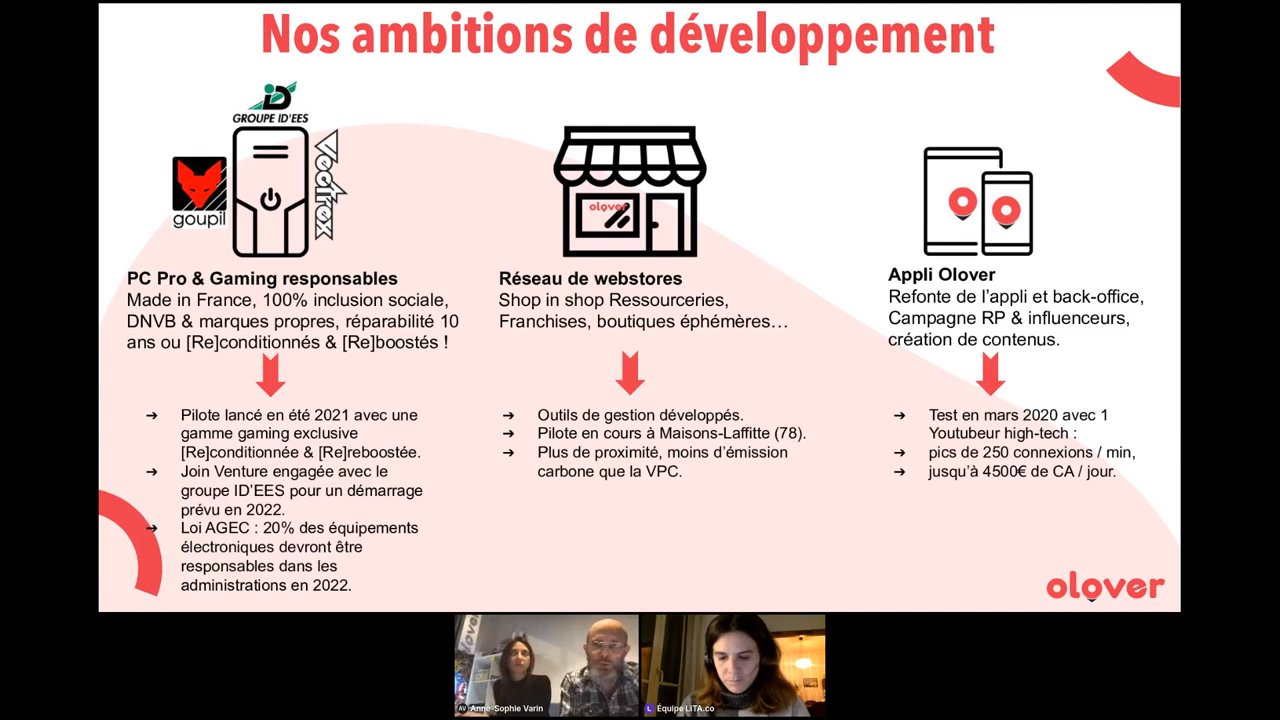 Nos ambitions de développement
GROUPE ID'EES
goupil
Vectrex
olover
PC Pro & Gaming responsables
Made in France, 100% inclusion sociale,
DNVB & marques propres, réparabilité 10
ans ou [Re]conditionnés & [Re]boostés !
Réseau de webstores
Shop in shop Ressourceries,
Franchises, boutiques éphémères…
Appli Olover
Refonte de l'appli et back-office,
Campagne RP & influenceurs,
création de contenus.
➔ Pilote lancé en été 2021 avec une
gamme gaming exclusive
[Re]conditionnée & [Re]reboostée.
➔ Join Venture engagée avec le
groupe ID'EES pour un démarrage
prévu en 2022.
➔ Loi AGEC : 20% des équipements
électroniques devront être
responsables dans les
administrations en 2022.
➔ Outils de gestion développés.
➔ Pilote en cours à Maisons-Laffitte (78).
➔ Plus de proximité, moins d'émission
carbone que la VPC.
➔ Test en mars 2020 avec 1
Youtubeur high-tech :
➔ pics de 250 connexions / min,
➔ jusqu'à 4500€ de CA / jour.
olover
AV Anne-Sophie Varin
L Équipe LITA.co